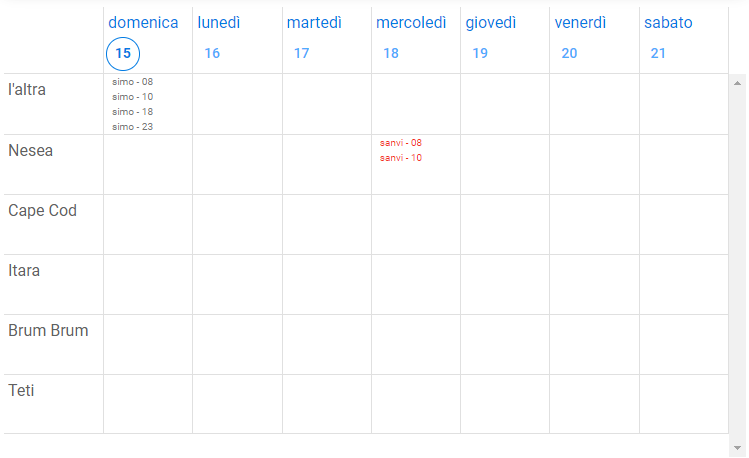 domenica lunedì martedì mercoledì giovedì venerdì sabato
15 16 17 18 19 20 21
l'altra
simo - 08
simo - 10
simo - 18
simo - 23
Nesea
sanvi - 08
sanvi - 10
Cape Cod
Itara
Brum Brum
Teti